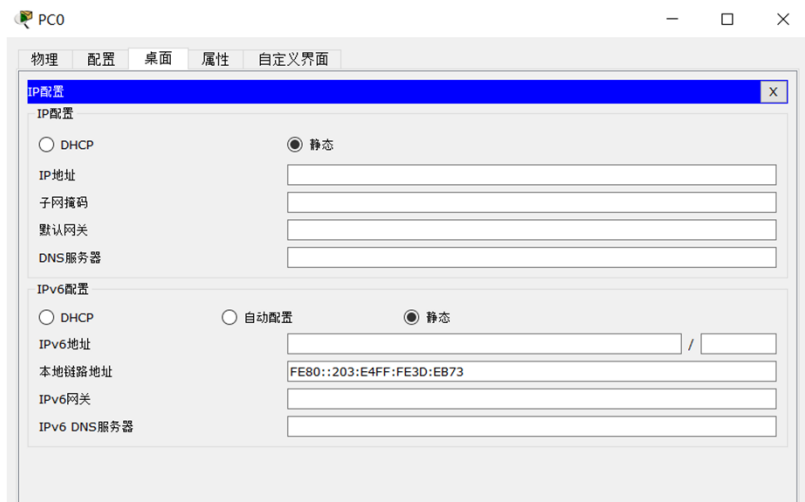 PC0
物理 配置 桌面 属性 自定义界面
IP配置 X
IP配置
DHCP 静态
IP地址
子网掩码
默认网关
DNS服务器
IPv6配置
DHCP 自动配置 静态
IPv6地址 /
本地链路地址 FE80::203:E4FF:FE3D:EB73
IPv6网关
IPv6 DNS服务器